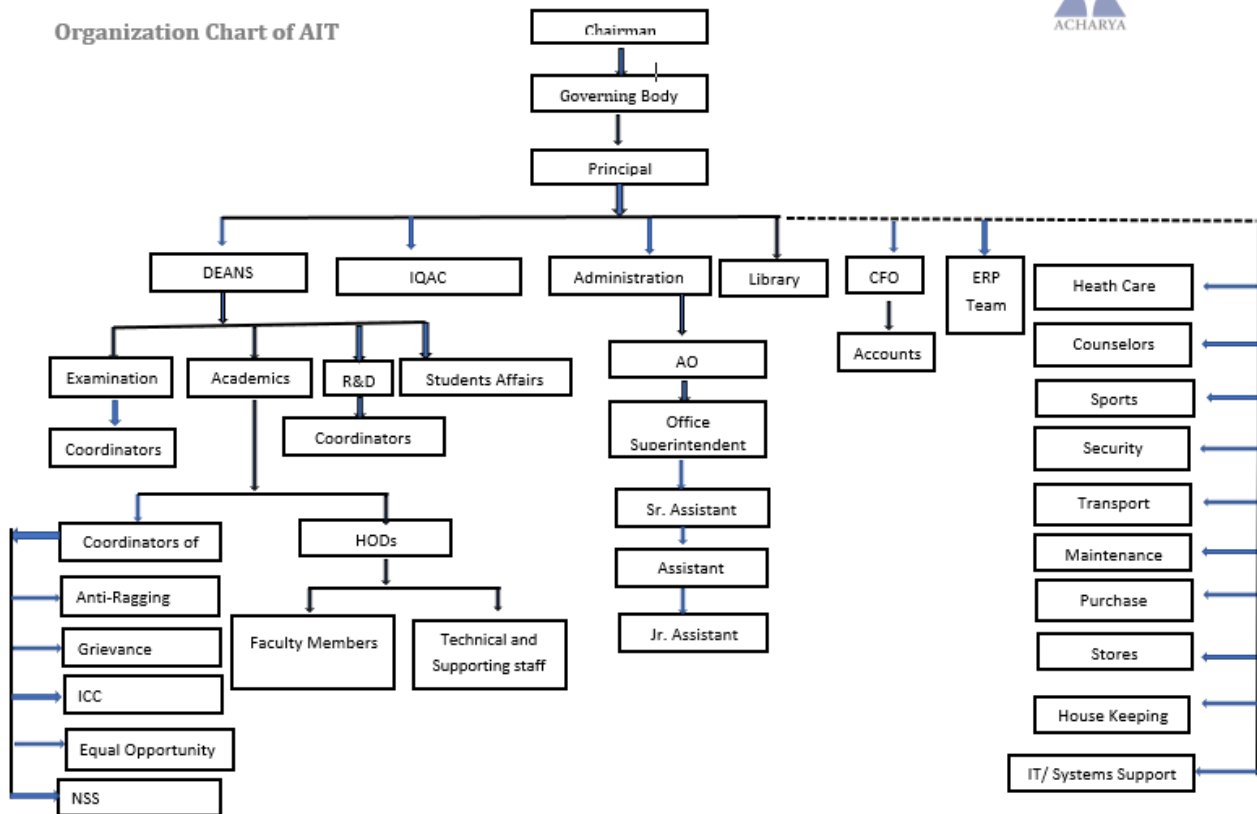 Organization Chart of AIT
ACHARYA
Chairman
Governing Body
Principal
DEANS
IQAC
Administration
Library
CFO
ERP
Team
Heath Care
Accounts
AO
Counselors
Examination
Academics
R&D
Students Affairs
Sports
Coordinators
Coordinators
Office
Superintendent
Security
Sr. Assistant
Transport
Coordinators of
HODs
Assistant
Maintenance
Anti-Ragging
Purchase
Faculty Members
Technical and
Supporting staff
Jr. Assistant
Grievance
Stores
ICC
House Keeping
Equal Opportunity
IT/ Systems Support
NSS